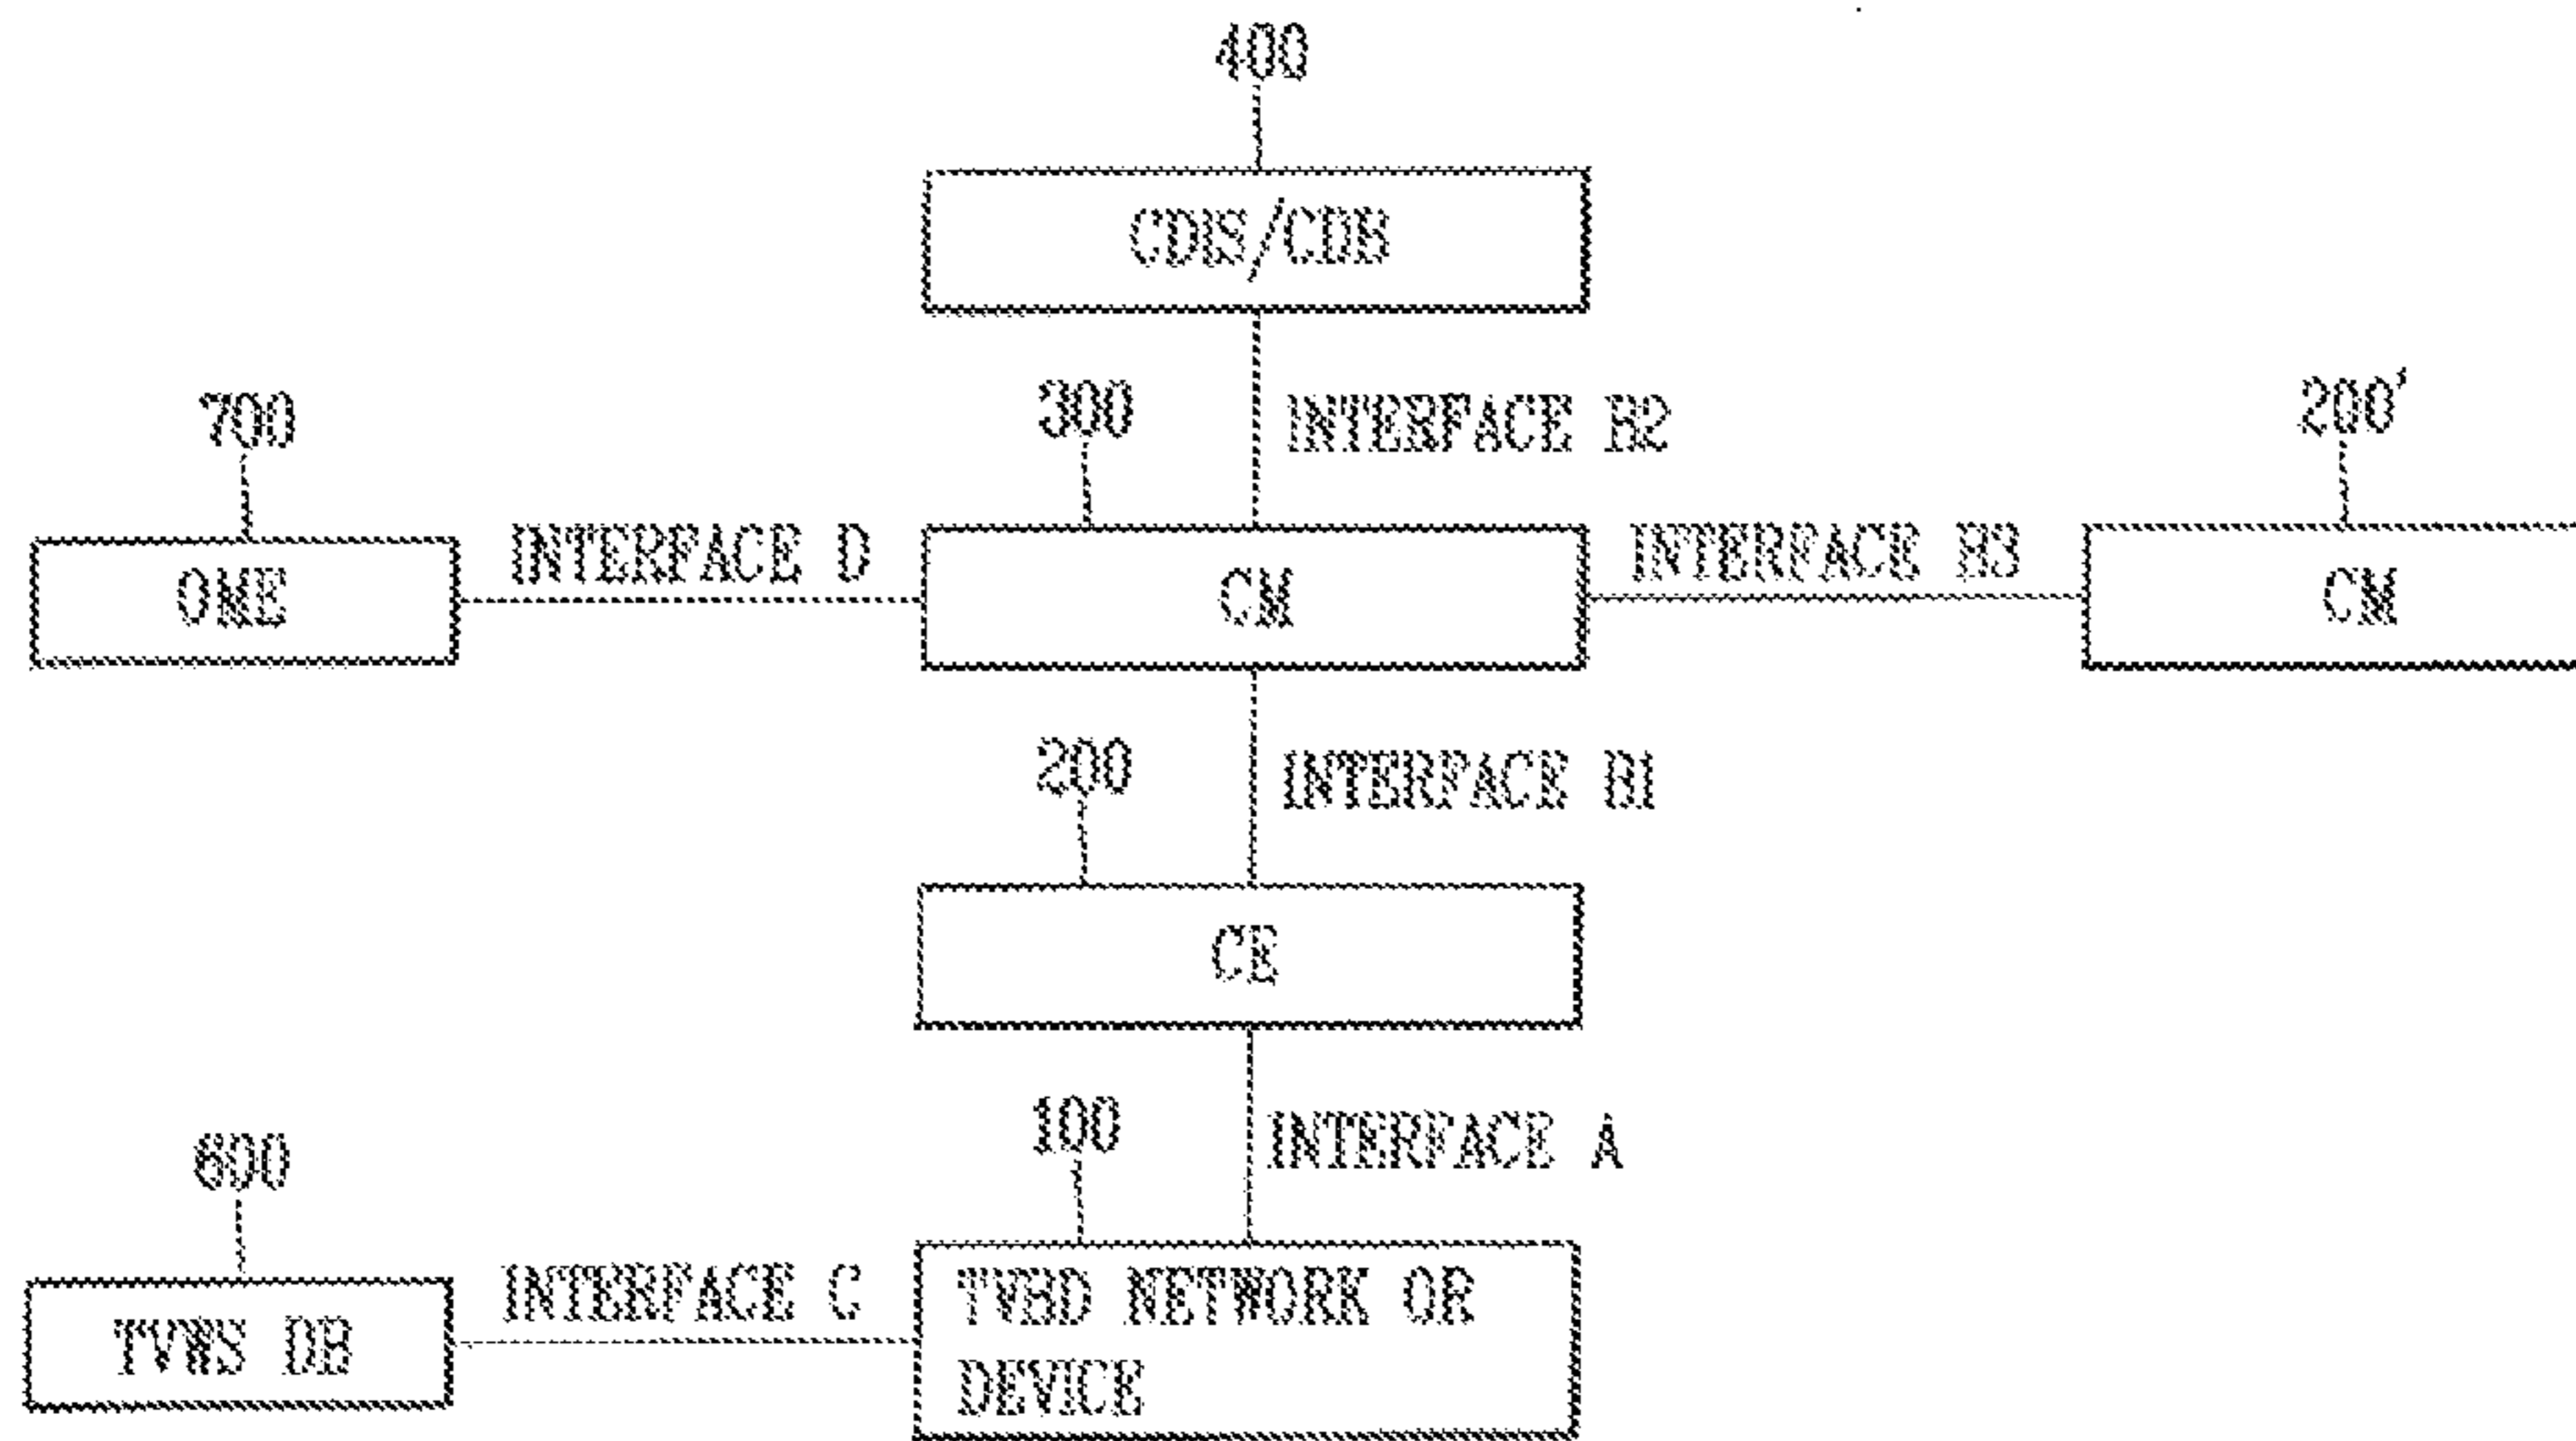 400
CDIS/CDB
700
300
INTERFACE B2
200'
OME
INTERFACE D
CM
INTERFACE B3
CM
200
INTERFACE B1
CE
100
INTERFACE A
600
TVWS DB
INTERFACE C
TVBD NETWORK OR
DEVICE